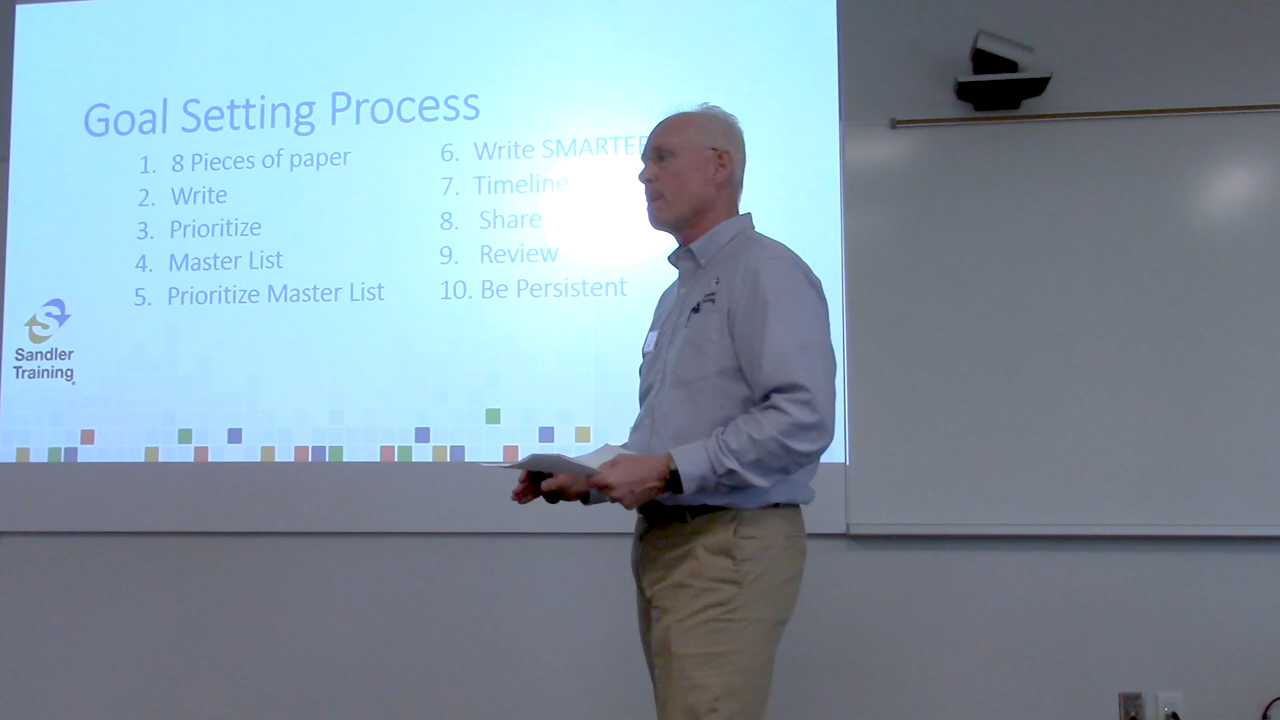 Goal Setting Process
1. 8 Pieces of paper
2. Write
3. Prioritize
4. Master List
5. Prioritize Master List
6. Write SMARTER
7. Timeline
8. Share
9. Review
10. Be Persistent
Sandler
Training